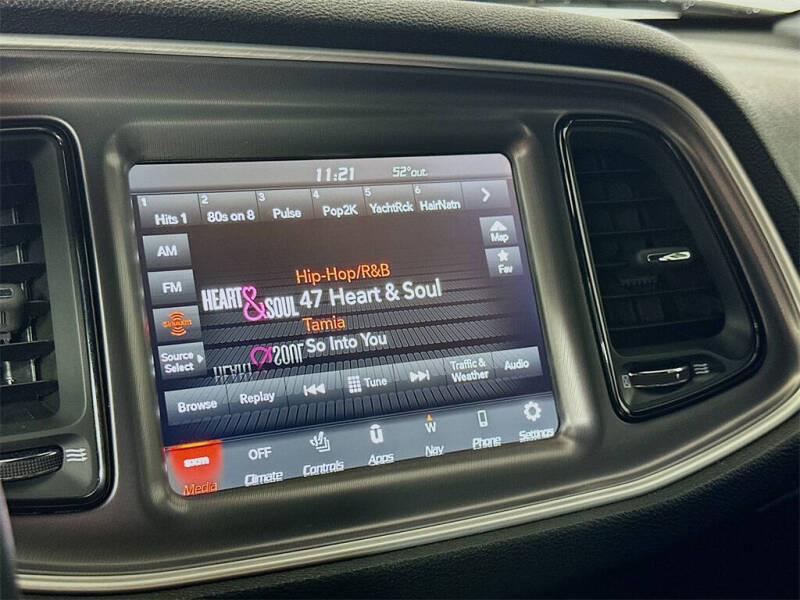 11:21 52°out.
1 Hits 1 2 80s on 8 3 Pulse 4 Pop2K 5 YachtRck 6 HairNatn
AM
Map
FM
Fav
SiriusXM
Source
Select
HEART & SOUL
Hip-Hop/R&B
47 Heart & Soul
Tamia
So Into You
Browse Replay Tune Traffic &
Weather Audio
Media OFF
Climate Controls Apps W
Nav Phone Settings